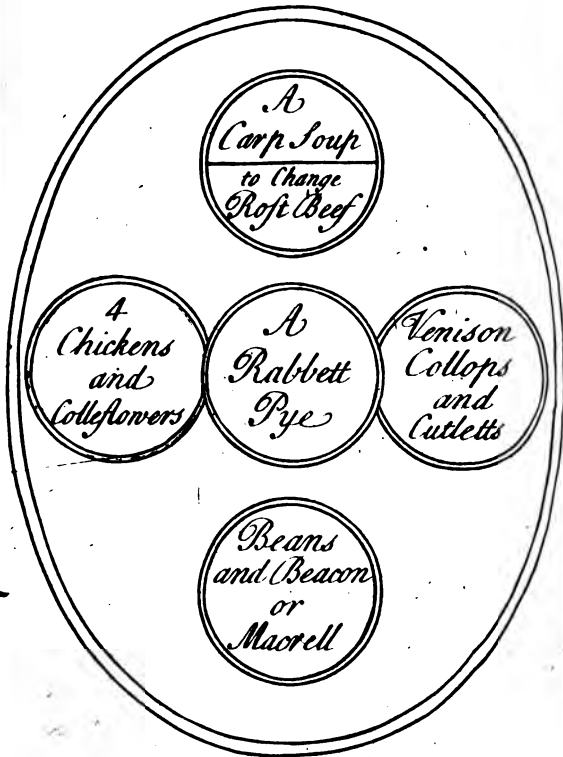 A
Carp Soup
to Change
Roſt Beef
4
Chickens
and
Colleflowers
A
Rabbett
Pye
Venison
Collops
and
Cutletts
Beans
and Beacon
or
Macrell